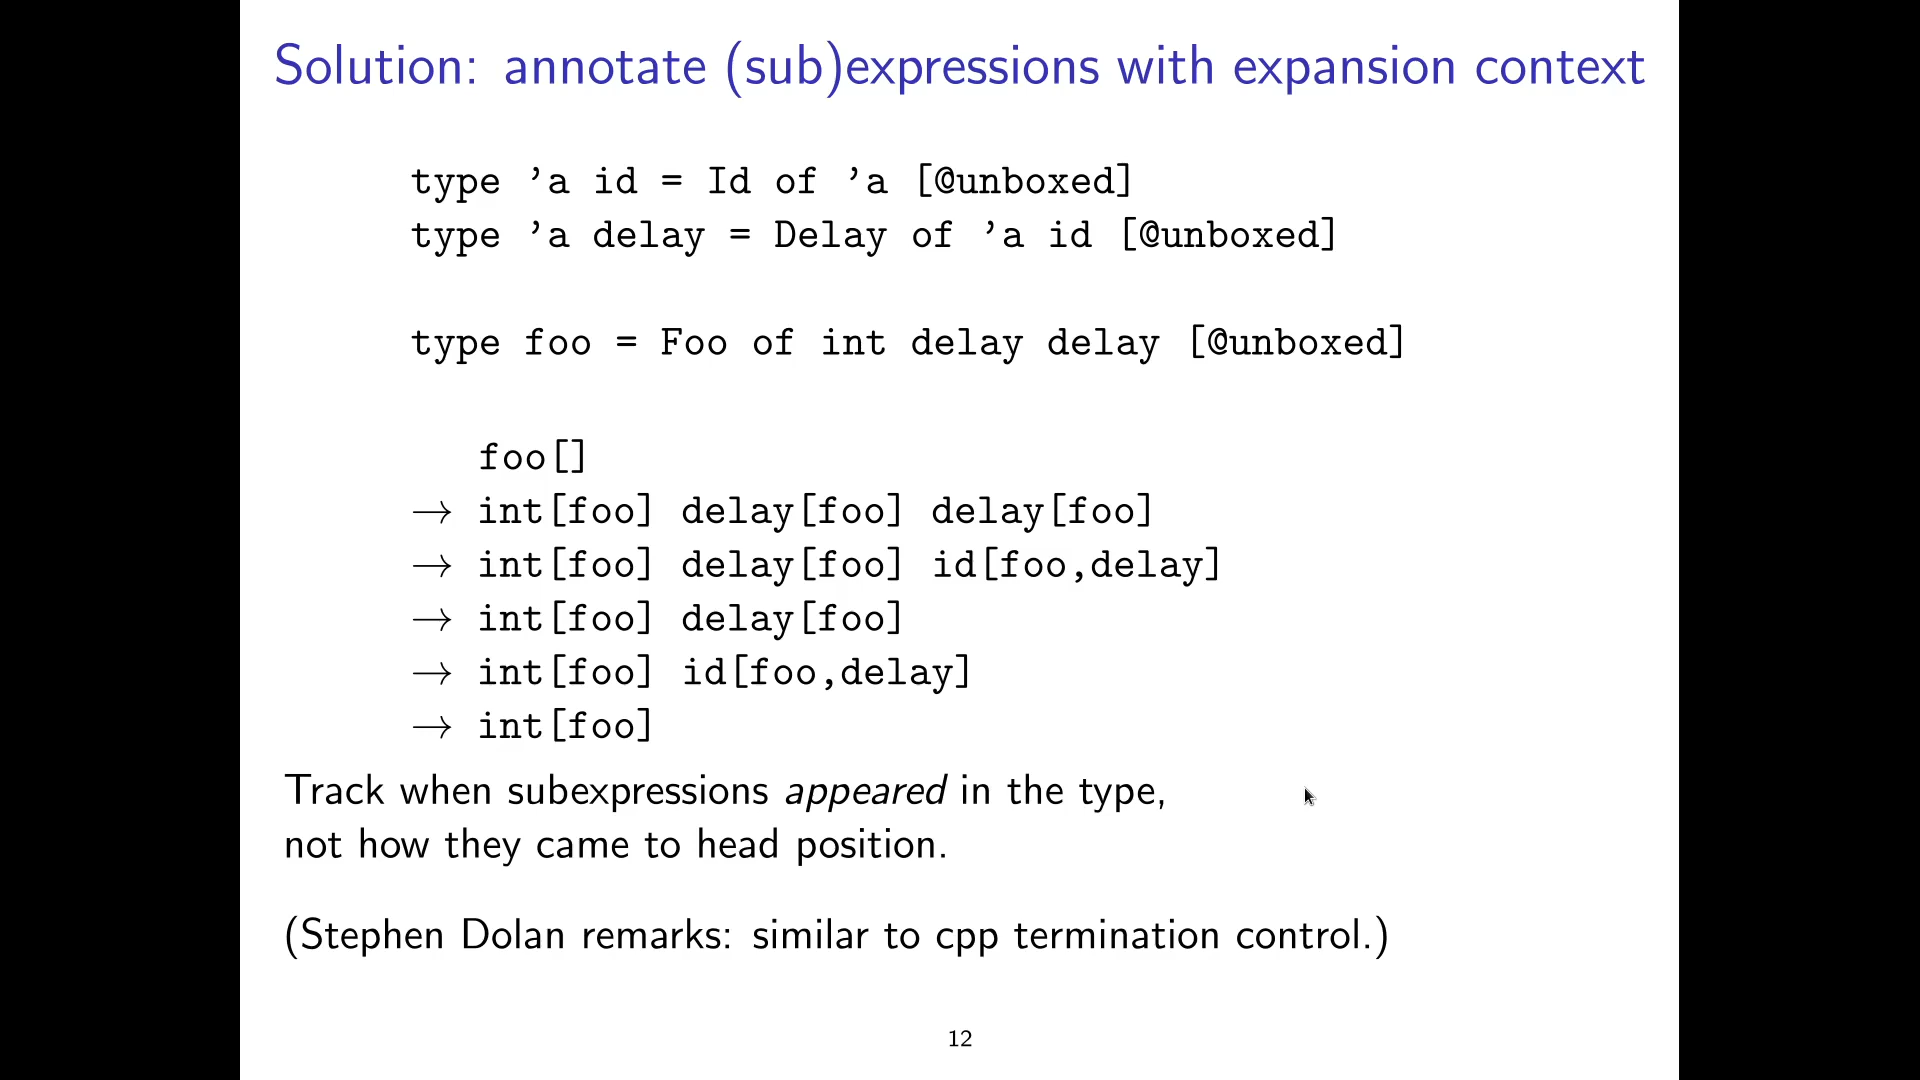 Solution: annotate (sub)expressions with expansion context
type ’a id = Id of ’a [@unboxed]
type ’a delay = Delay of ’a id [@unboxed]
type foo = Foo of int delay delay [@unboxed]
foo[]
→ int[foo] delay[foo] delay[foo]
→ int[foo] delay[foo] id[foo,delay]
→ int[foo] delay[foo]
→ int[foo] id[foo,delay]
→ int[foo]
Track when subexpressions appeared in the type,
not how they came to head position.
(Stephen Dolan remarks: similar to cpp termination control.)
12